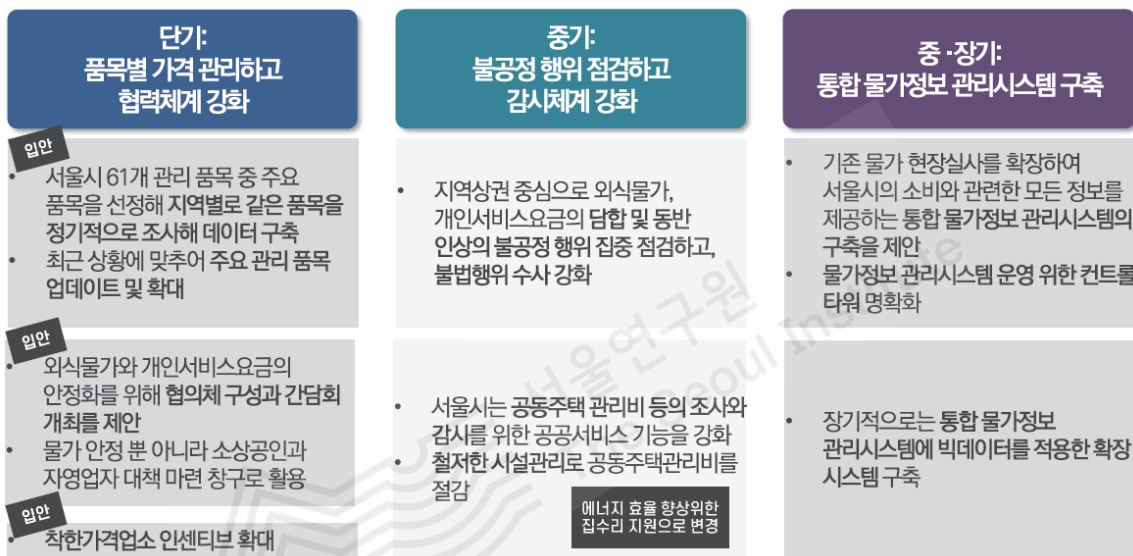 단기:
품목별 가격 관리하고
협력체계 강화
입안
• 서울시 61개 관리 품목 중 주요
품목을 선정해 지역별로 같은 품목을
정기적으로 조사해 데이터 구축
• 최근 상황에 맞추어 주요 관리 품목
업데이트 및 확대
입안
• 외식물가와 개인서비스요금의
안정화를 위해 협의체 구성과 간담회
개최를 제안
• 물가 안정 뿐 아니라 소상공인과
자영업자 대책 마련 창구로 활용
입안
• 착한가격업소 인센티브 확대
중기:
불공정 행위 점검하고
감시체계 강화
• 지역상권 중심으로 외식물가,
개인서비스요금의 담합 및 동반
인상의 불공정 행위 집중 점검하고,
불법행위 수사 강화
• 서울시는 공동주택 관리비 등의 조사와
감시를 위한 공공서비스 기능을 강화
• 철저한 시설관리로 공동주택관리비를
절감
에너지 효율 향상위한
집수리 지원으로 변경
중 ·장기:
통합 물가정보 관리시스템 구축
• 기존 물가 현장실사를 확장하여
서울시의 소비와 관련한 모든 정보를
제공하는 통합 물가정보 관리시스템의
구축을 제안
• 물가정보 관리시스템 운영 위한 컨트롤
타워 명확화
• 장기적으로는 통합 물가정보
관리시스템에 빅데이터를 적용한 확장
시스템 구축
서울연구원
The Seoul Institute